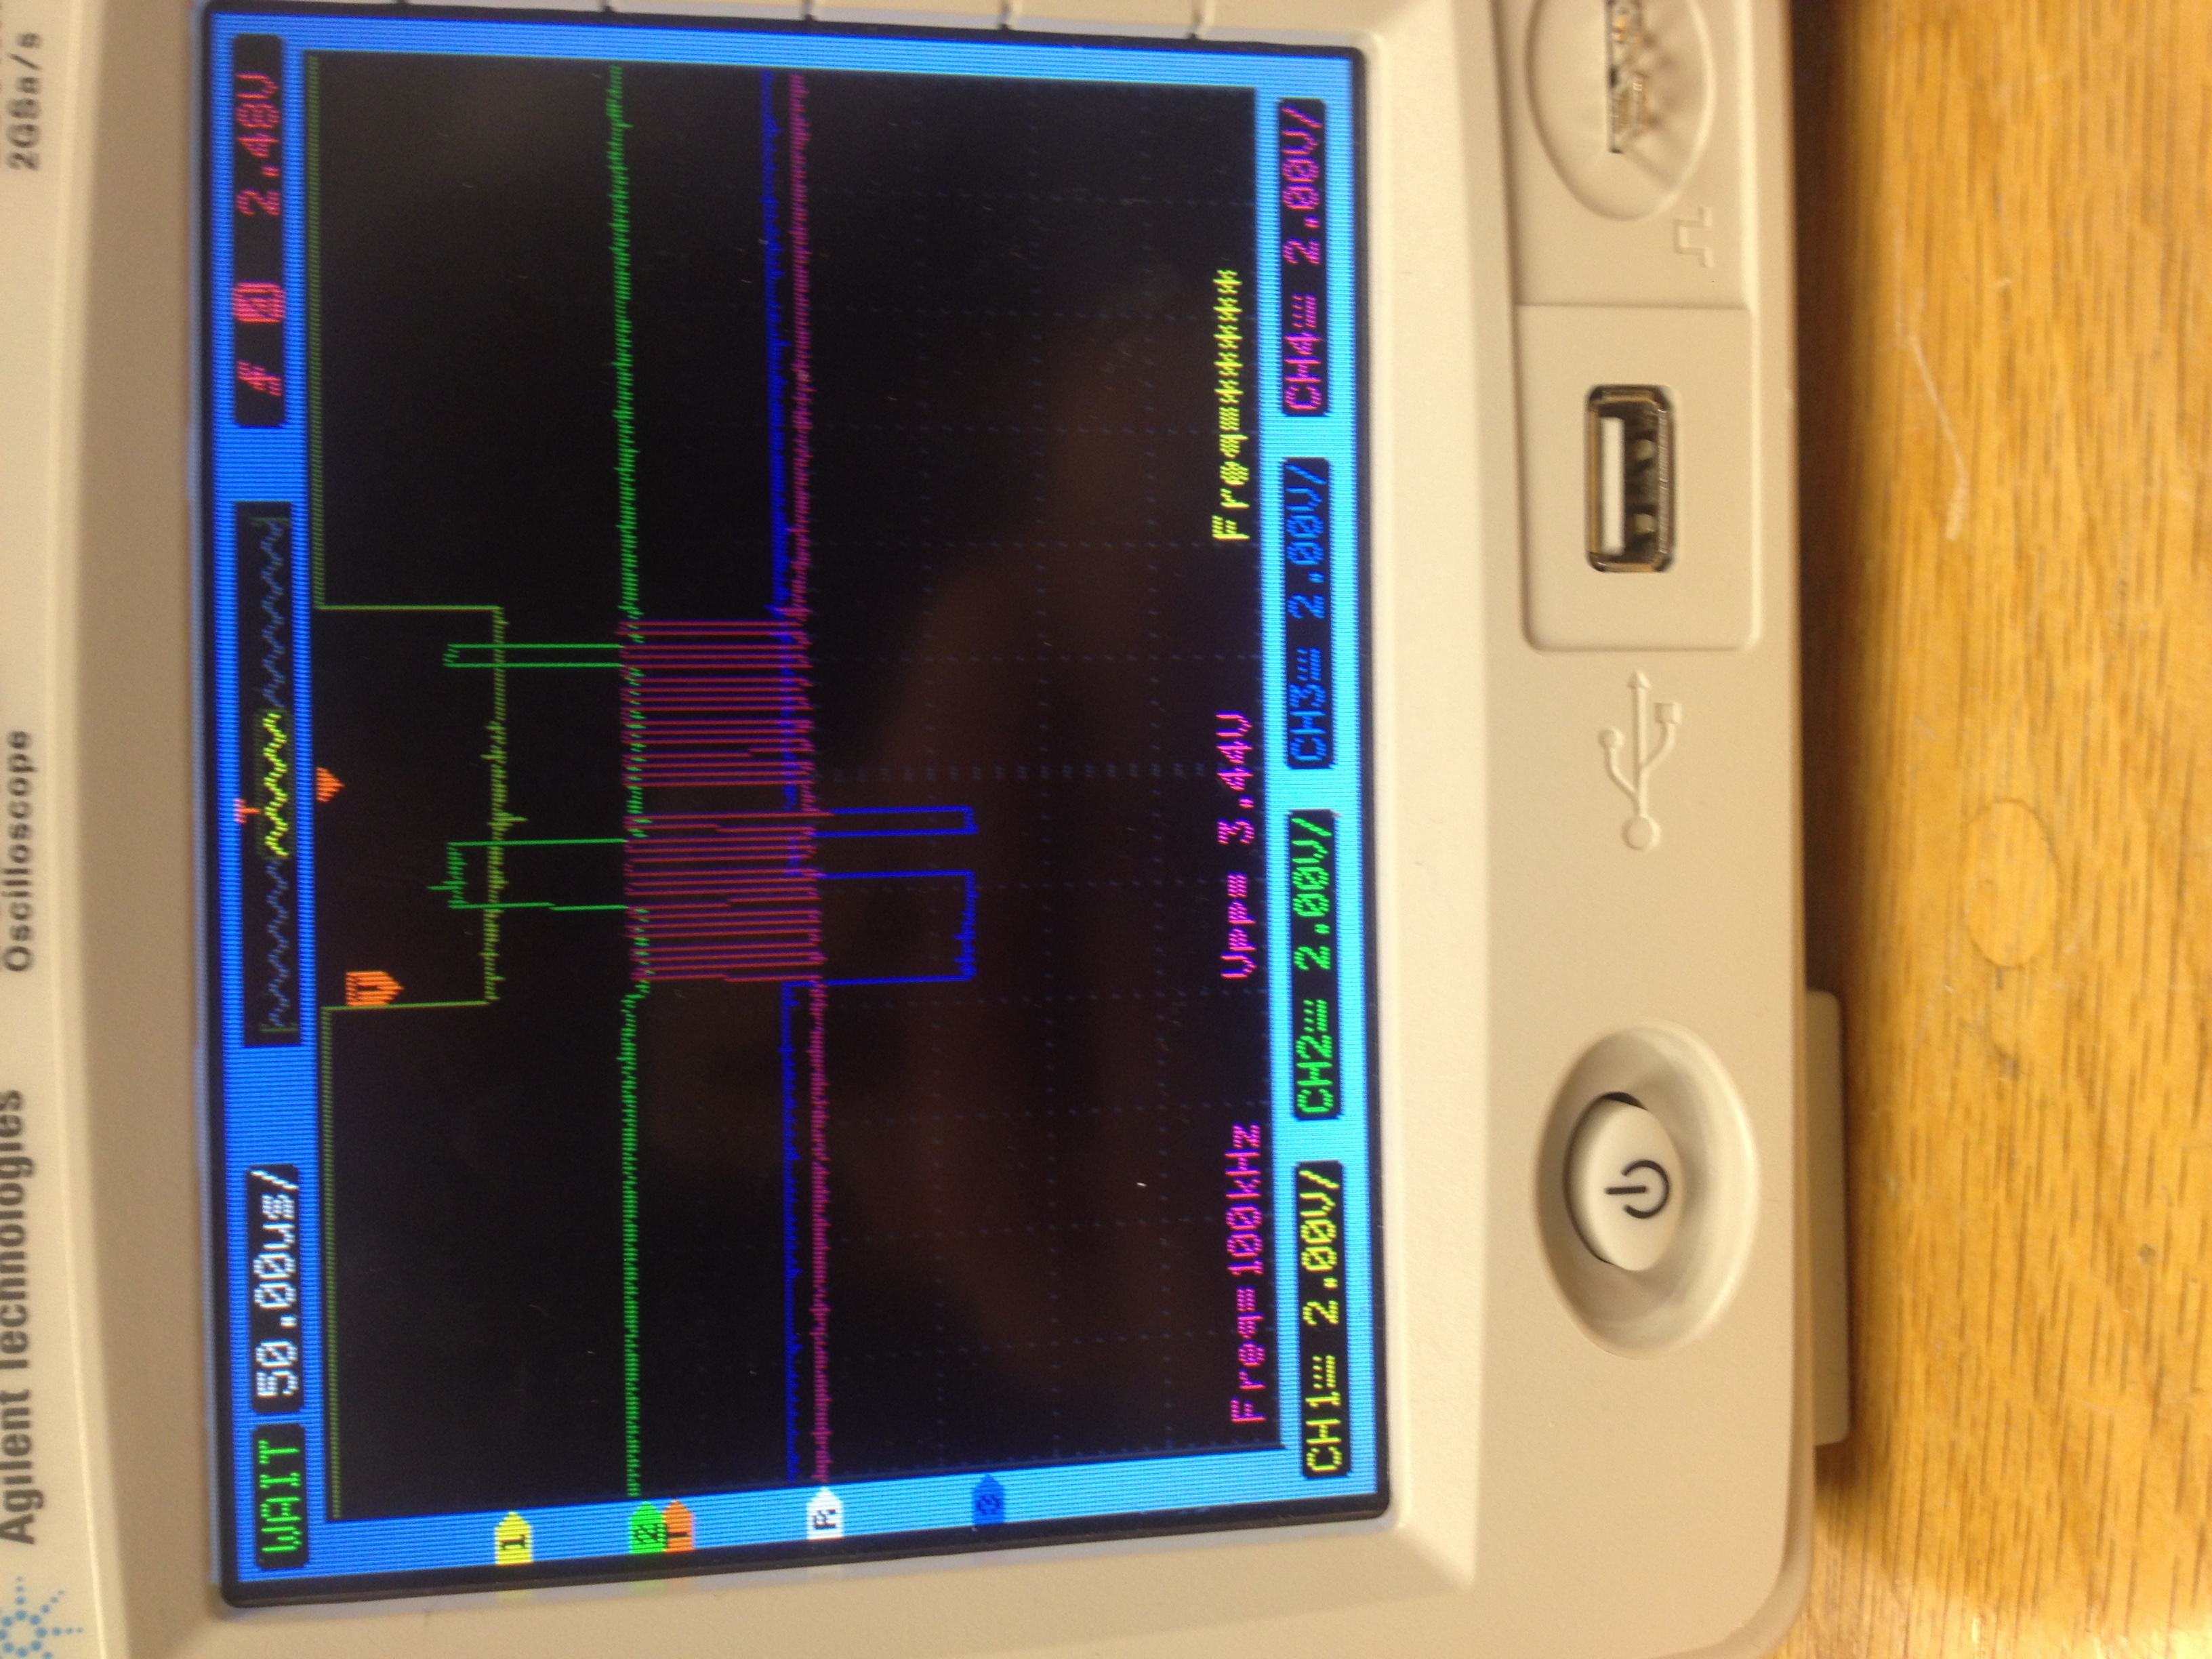 Agilent Technologies
Oscilloscope
2GSa/s
WAIT 50.00us/ T 4 2.48V
T
1
2
T
R
3
Freq=100kHz Vpp= 3.44V Freq=*****
CH1 2.00V/ CH2 2.00V/ CH3 2.00V/ CH4 2.00V/